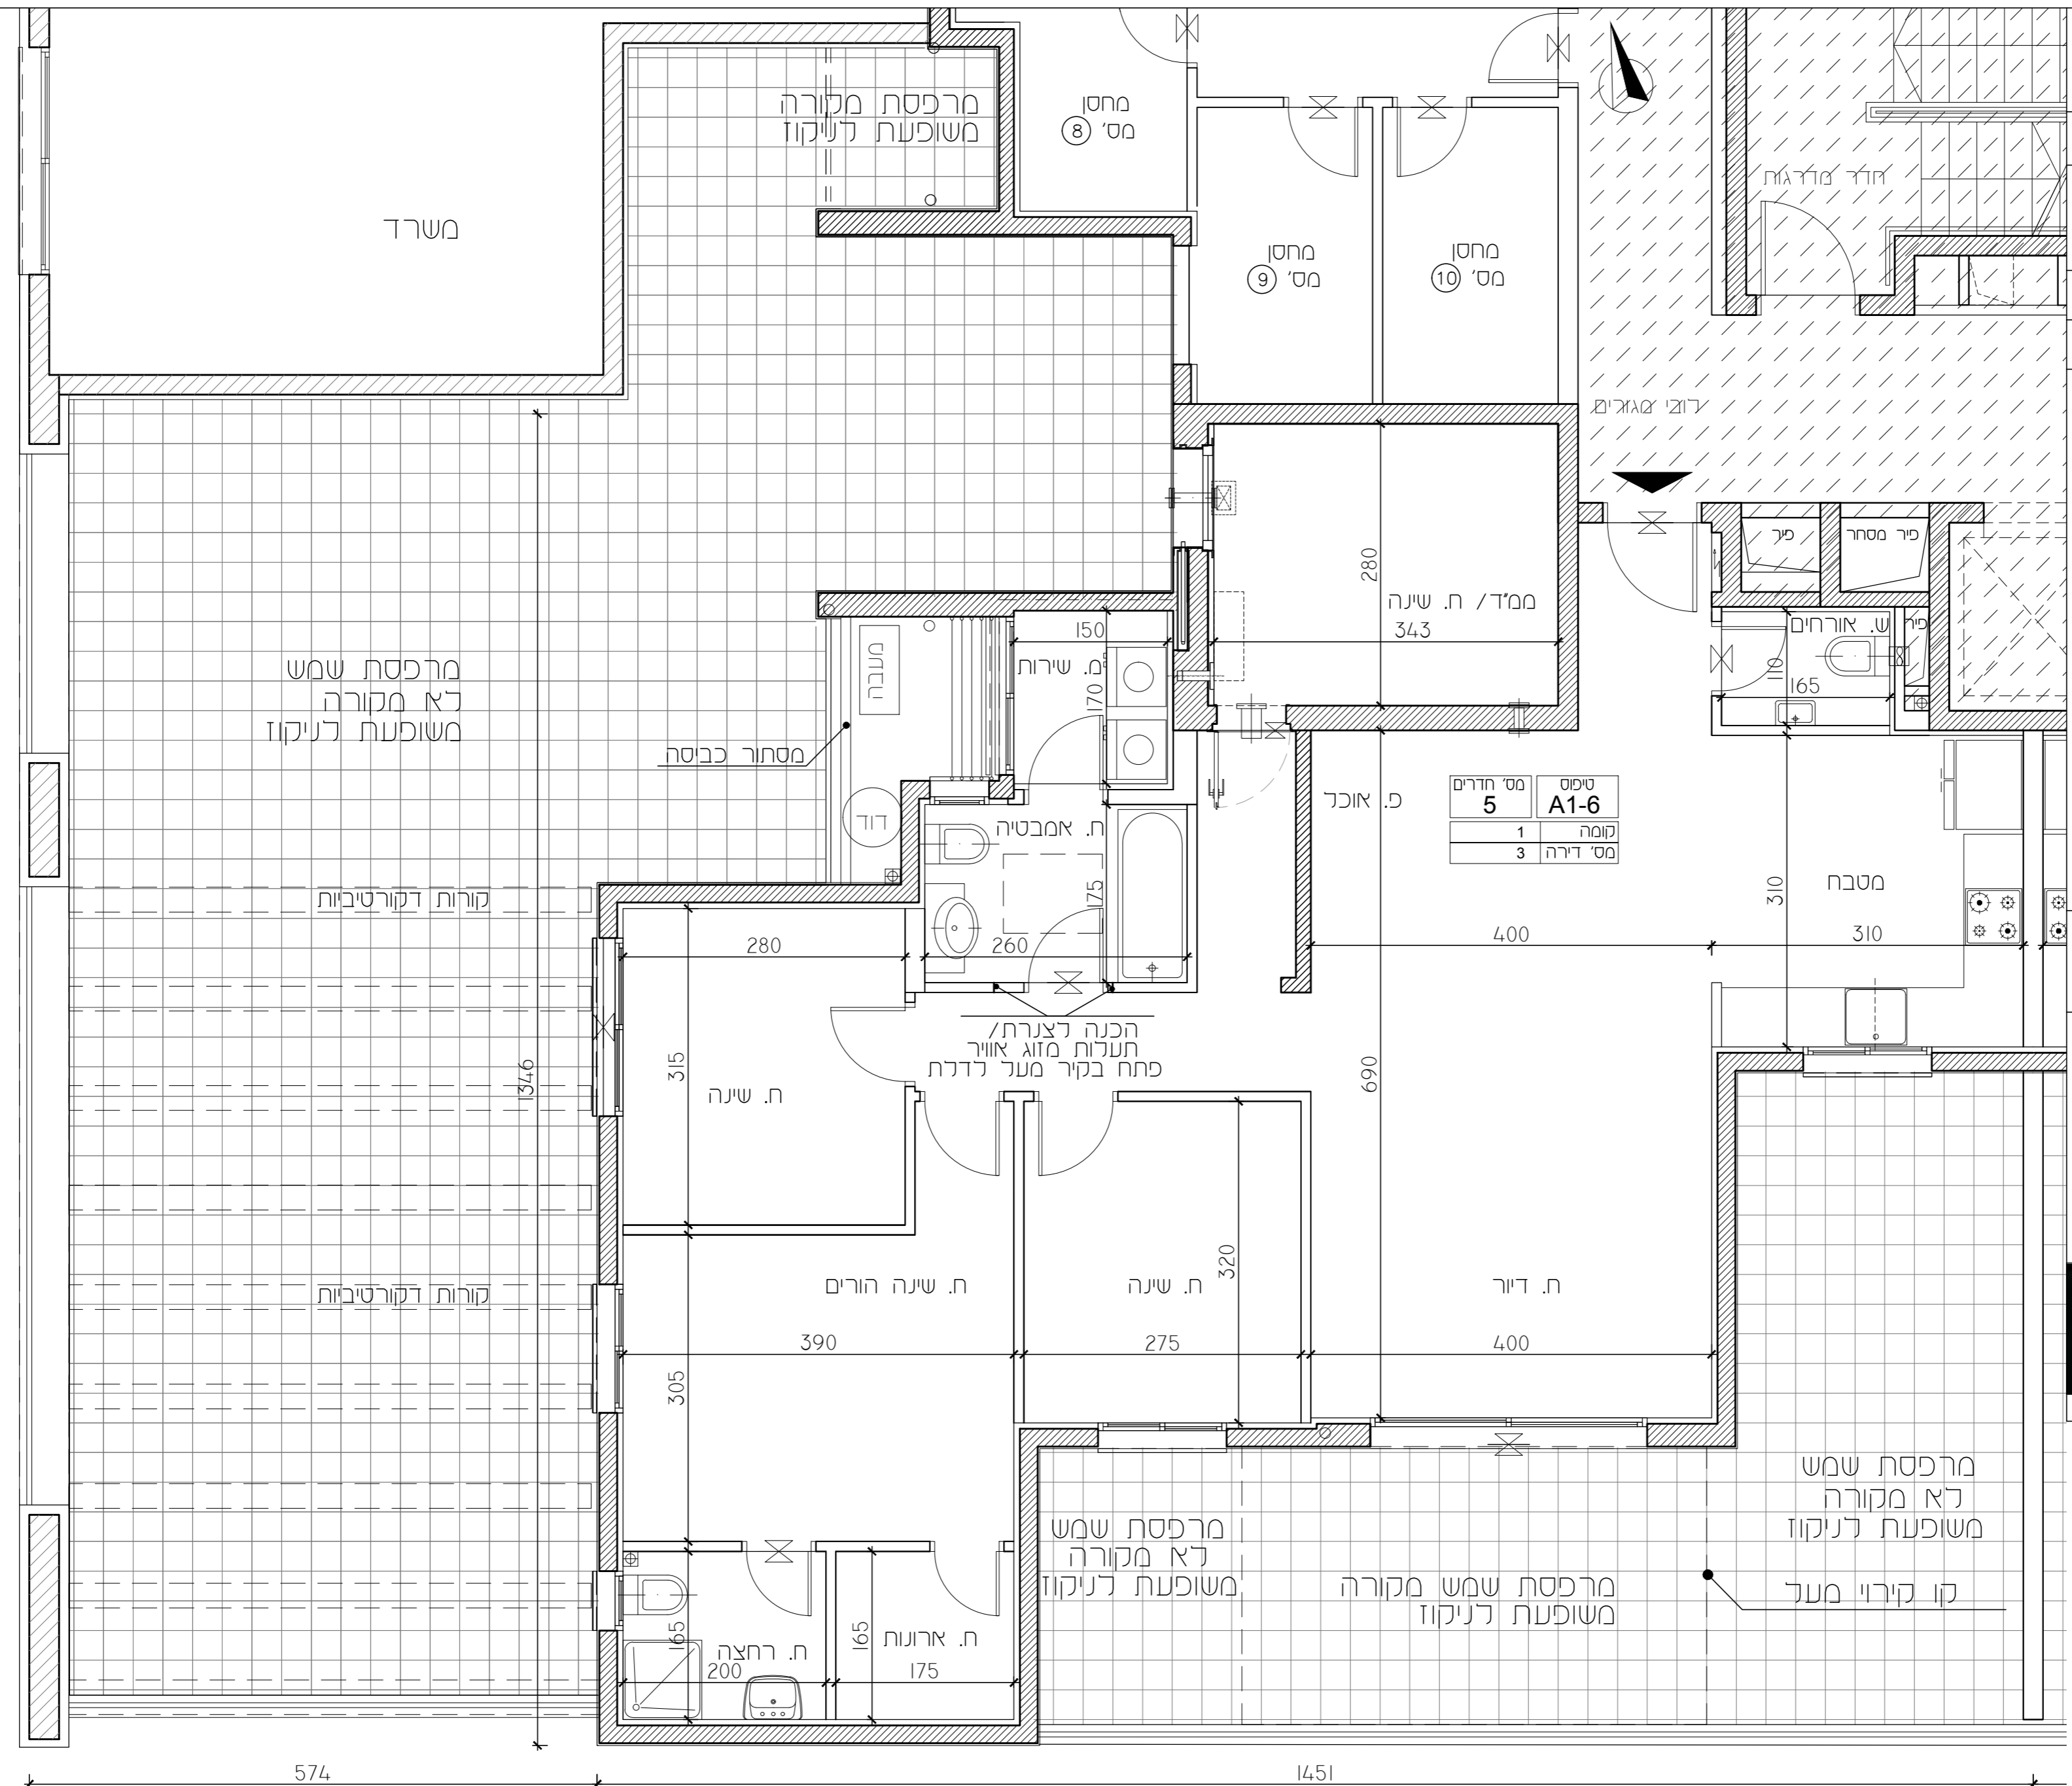 מרפסת מקורה
משופעת לניקוז
מחסן
מס' 8
משרד
מחסן
מס' 9
מחסן
מס' 10
חדר מדרגות
לובי מגורים
פיר
פיר מסחר
280
ממ"ד/ ח. שינה
343
ש. אורחים
פיר
110
165
מרפסת שמש
לא מקורה
משופעת לניקוז
מעבה
150
מ. שירות
170
מסתור כביסה
דוד
ח. אמבטיה
175
260
פ. אוכל
טיפוס
A1-6
מס' חדרים
5
קומה 1
מס' דירה 3
מטבח
310
400
310
קורות דקורטיביות
280
הכנה לצנרת/
תעלות מזוג אוויר
פתח בקיר מעל לדלת
1346
315
ח. שינה
690
קורות דקורטיביות
ח. שינה הורים
ח. שינה
320
ח. דיור
390
275
400
305
מרפסת שמש
לא מקורה
משופעת לניקוז
מרפסת שמש
לא מקורה
משופעת לניקוז
מרפסת שמש מקורה
משופעת לניקוז
קו קירוי מעל
165
ח. רחצה
200
165
ח. ארונות
175
574
1451